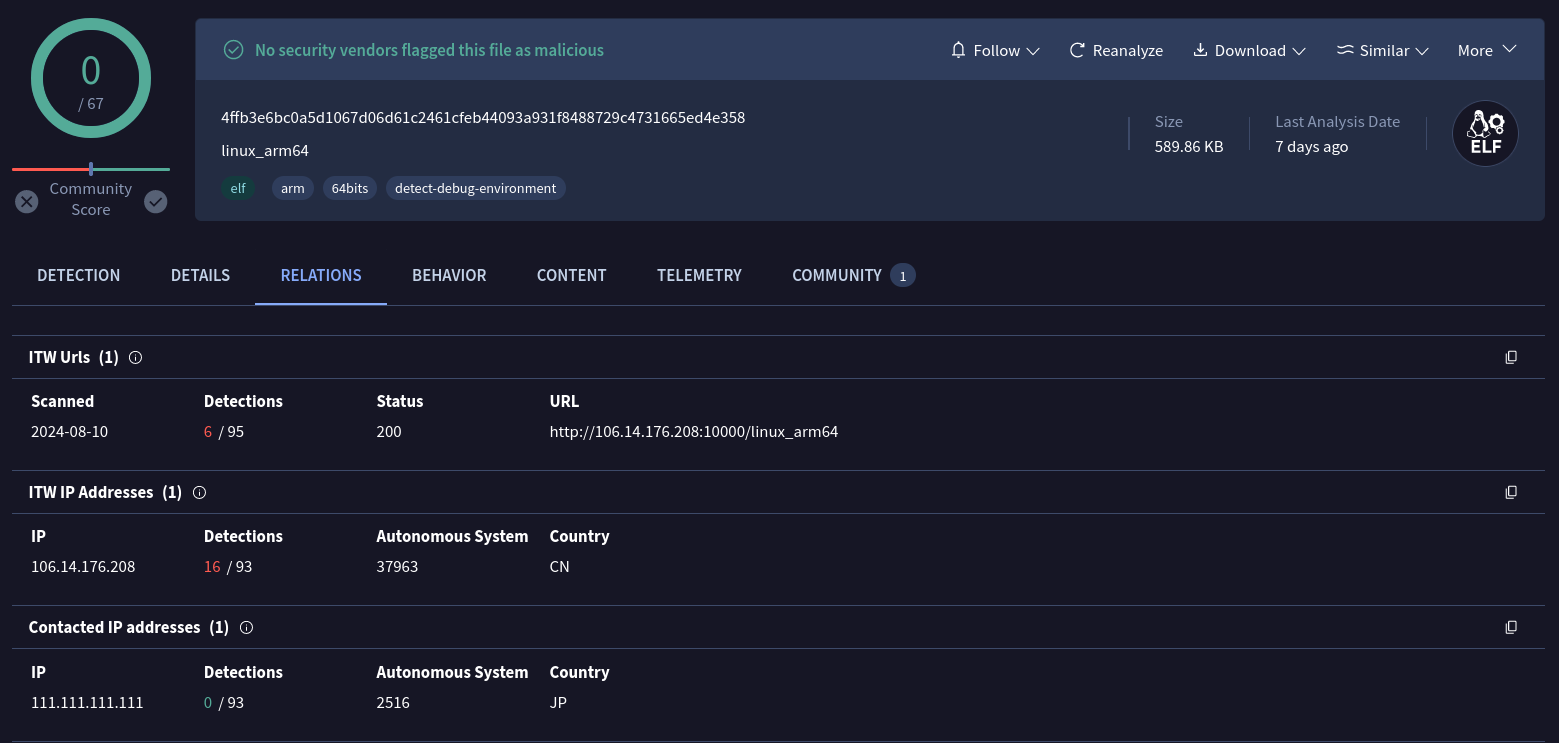 0
/ 67
Community
Score
No security vendors flagged this file as malicious
Follow Reanalyze Download Similar More
4ffb3e6bc0a5d1067d06d61c2461cfeb44093a931f8488729c4731665ed4e358
linux_arm64
elf arm 64bits detect-debug-environment
Size
589.86 KB
Last Analysis Date
7 days ago
ELF
DETECTION DETAILS RELATIONS BEHAVIOR CONTENT TELEMETRY COMMUNITY 1
ITW Urls (1)
Scanned Detections Status URL
2024-08-10 6 / 95 200 http://106.14.176.208:10000/linux_arm64
ITW IP Addresses (1)
IP Detections Autonomous System Country
106.14.176.208 16 / 93 37963 CN
Contacted IP addresses (1)
IP Detections Autonomous System Country
111.111.111.111 0 / 93 2516 JP